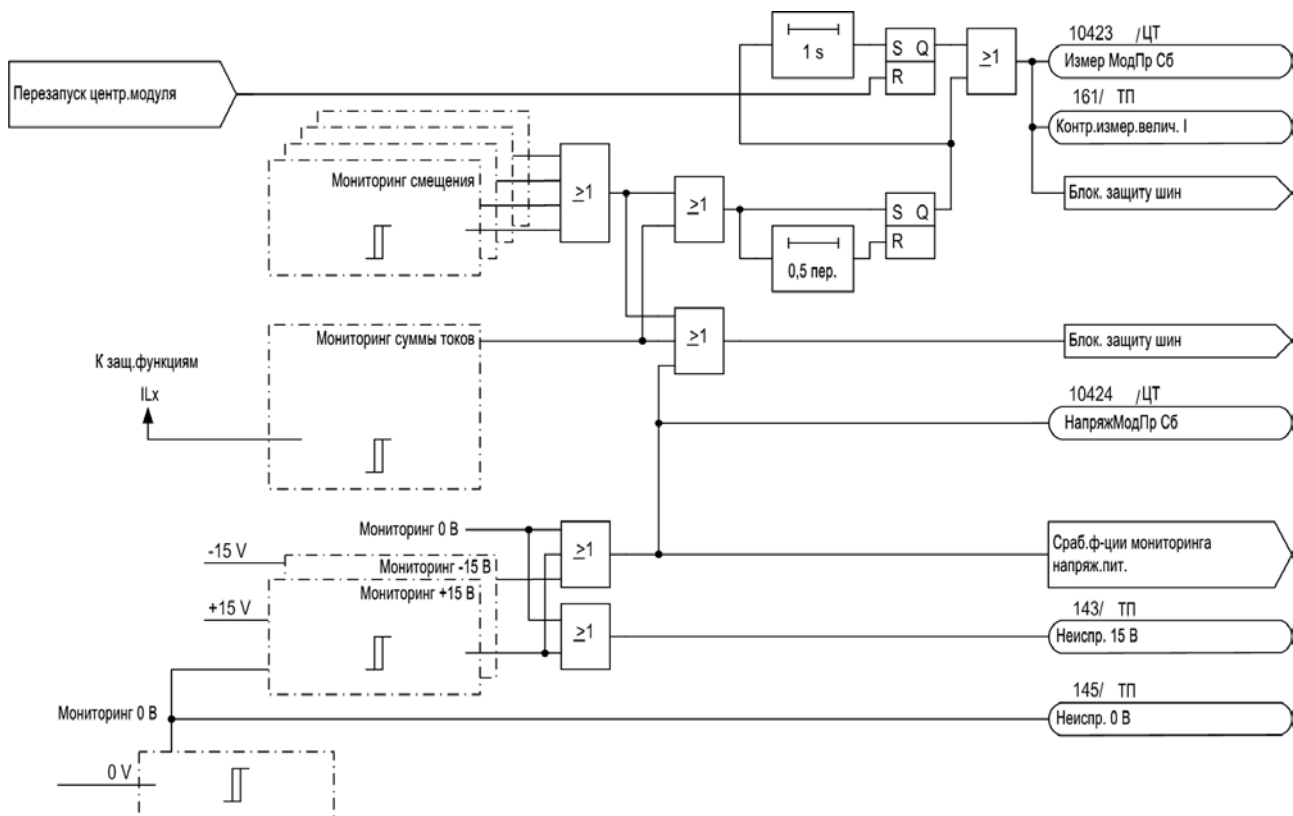 10423 /ЦТ
1 s
S Q
R
≥1
Измер МодПр Сб
Перезапуск центр.модуля
161/ ТП
Контр.измер.велич. I
Мониторинг смещения
≥1
≥1
S Q
R
Блок. защиту шин
0,5 пер.
Мониторинг суммы токов
≥1
Блок. защиту шин
К защ.функциям
ILx
10424 /ЦТ
НапряжМодПр Сб
Мониторинг 0 В
-15 V
Мониторинг -15 В
≥1
Сраб.ф-ции мониторинга
напряж.пит.
Мониторинг +15 В
+15 V
≥1
143/ ТП
Неиспр. 15 В
145/ ТП
Мониторинг 0 В
Неиспр. 0 В
0 V